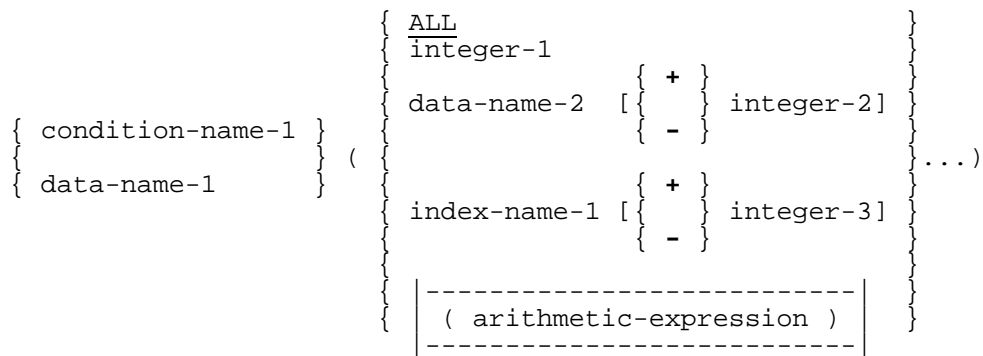 { ALL                          }
                          { integer-1                    }
                          {                { + }         }
                          { data-name-2  [{   } integer-2] }
{ condition-name-1 }      {                { - }         }
{                  } (    {                              }...)
{ data-name-1      }      {                { + }         }
                          { index-name-1 [{   } integer-3] }
                          {                { - }         }
                          {                              }
                          { |---------------------------| }
                          { | ( arithmetic-expression ) | }
                            |---------------------------|